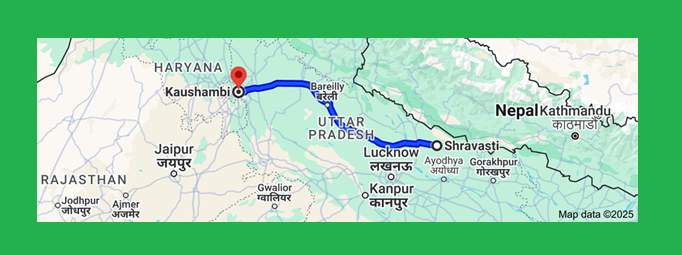 HARYANA
Kaushambi
Bareilly
बरेली
UTTAR
PRADESH
Nepal
Kathmandu
काठमाडौँ
Jaipur
जयपुर
Lucknow
लखनऊ
Shravasti
Ayodhya
अयोध्या
Gorakhpur
गोरखपुर
RAJASTHAN
Gwalior
ग्वालियर
Kanpur
कानपुर
Jodhpur
जोधपुर
Ajmer
अजमेर
Map data ©2025